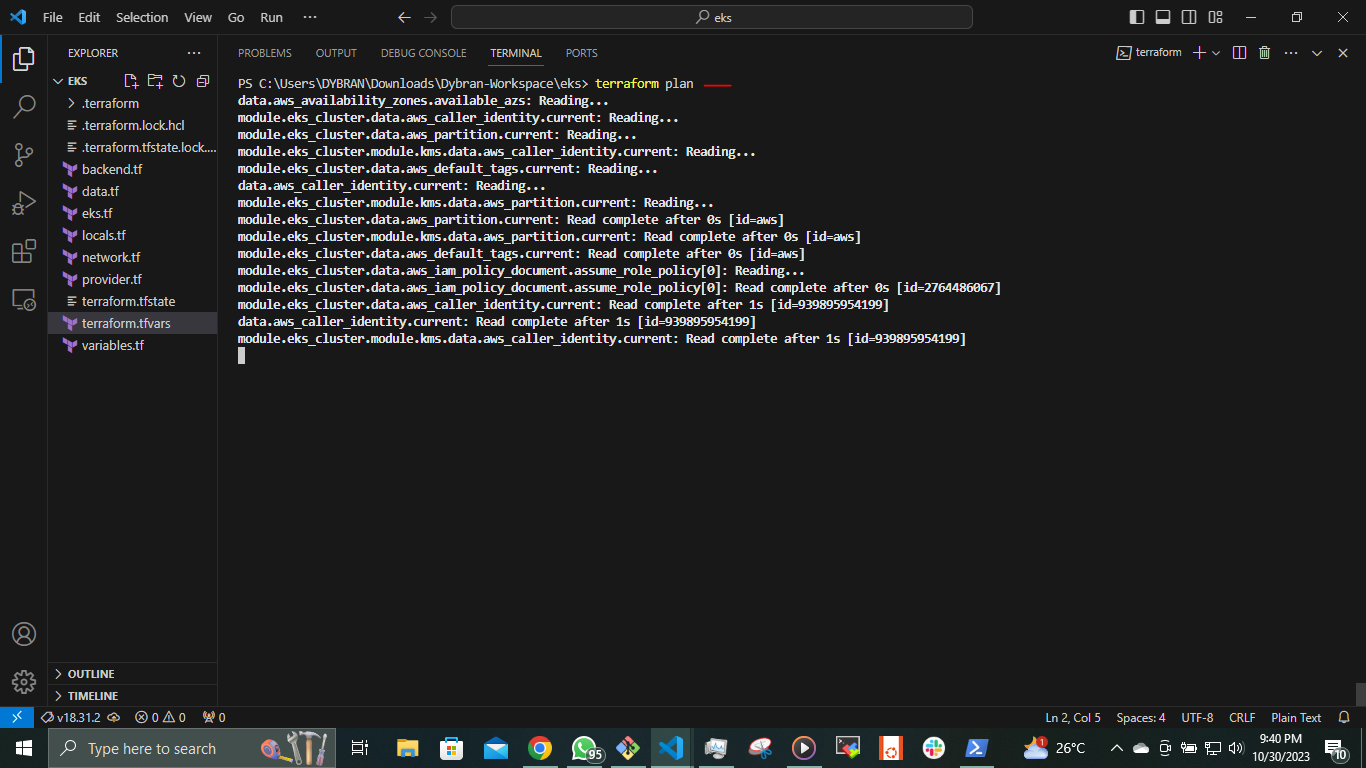 File Edit Selection View Go Run ···
eks
EXPLORER ···
EKS
.terraform
.terraform.lock.hcl
.terraform.tfstate.lock....
backend.tf
data.tf
eks.tf
locals.tf
network.tf
provider.tf
terraform.tfstate
terraform.tfvars
variables.tf
OUTLINE
TIMELINE
PROBLEMS OUTPUT DEBUG CONSOLE TERMINAL PORTS
terraform
PS C:\Users\DYBRAN\Downloads\Dybran-Workspace\eks> terraform plan
data.aws_availability_zones.available_azs: Reading...
module.eks_cluster.data.aws_caller_identity.current: Reading...
module.eks_cluster.data.aws_partition.current: Reading...
module.eks_cluster.module.kms.data.aws_caller_identity.current: Reading...
module.eks_cluster.data.aws_default_tags.current: Reading...
data.aws_caller_identity.current: Reading...
module.eks_cluster.module.kms.data.aws_partition.current: Reading...
module.eks_cluster.data.aws_partition.current: Read complete after 0s [id=aws]
module.eks_cluster.module.kms.data.aws_partition.current: Read complete after 0s [id=aws]
module.eks_cluster.data.aws_default_tags.current: Read complete after 0s [id=aws]
module.eks_cluster.data.aws_iam_policy_document.assume_role_policy[0]: Reading...
module.eks_cluster.data.aws_iam_policy_document.assume_role_policy[0]: Read complete after 0s [id=2764486067]
module.eks_cluster.data.aws_caller_identity.current: Read complete after 1s [id=939895954199]
data.aws_caller_identity.current: Read complete after 1s [id=939895954199]
module.eks_cluster.module.kms.data.aws_caller_identity.current: Read complete after 1s [id=939895954199]
v18.31.2 0 0 0
Ln 2, Col 5 Spaces: 4 UTF-8 CRLF Plain Text
Type here to search
95
1
26°C
9:40 PM
10/30/2023
10